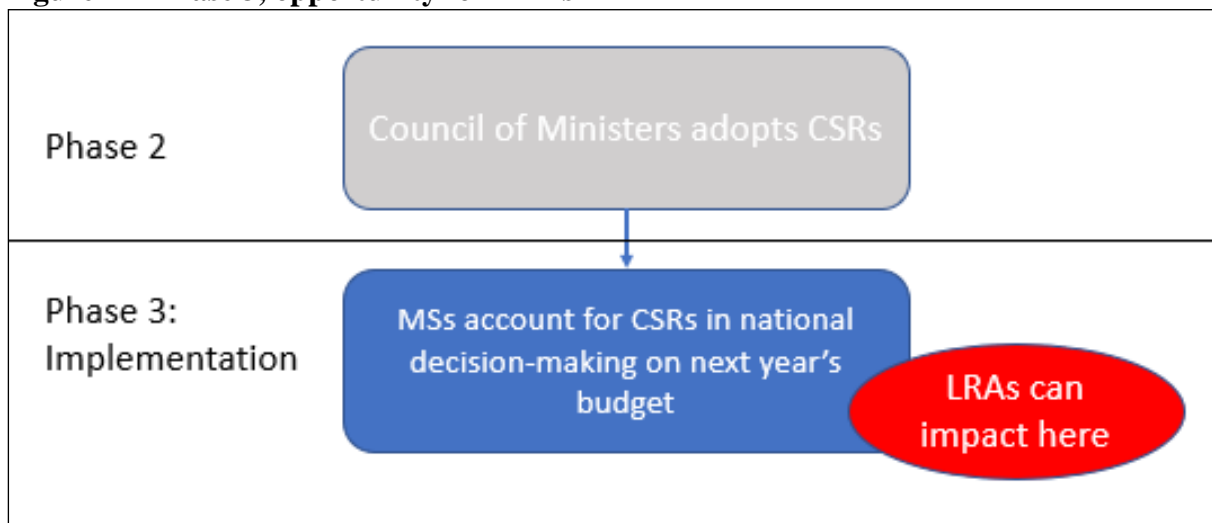 Phase 2
Council of Ministers adopts CSRs
Phase 3:
Implementation
MSs account for CSRs in national
decision-making on next year's
budget
LRAs can
impact here